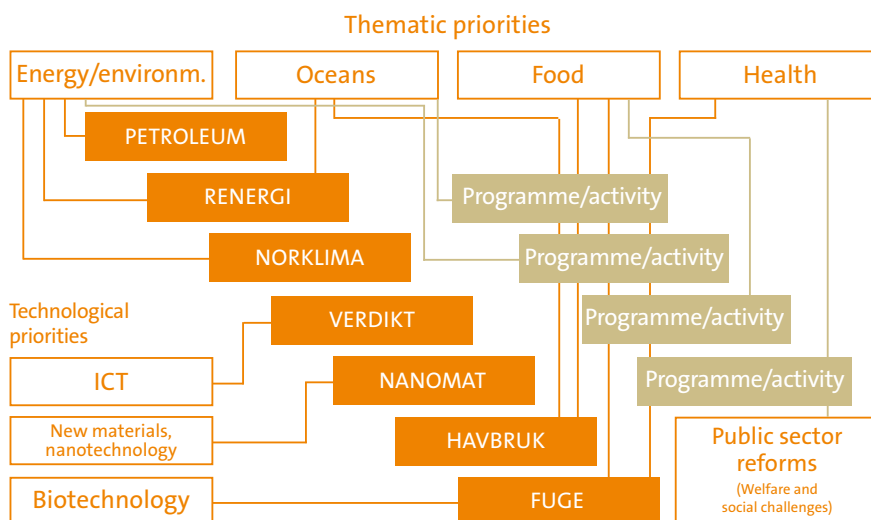 Thematic priorities
Energy/environm.
Oceans
Food
Health
PETROLEUM
RENERGI
Programme/activity
NORKLIMA
Programme/activity
Technological
priorities
VERDIKT
Programme/activity
ICT
NANOMAT
Programme/activity
New materials,
nanotechnology
HAVBRUK
Public sector
reforms
(Welfare and
social challenges)
Biotechnology
FUGE